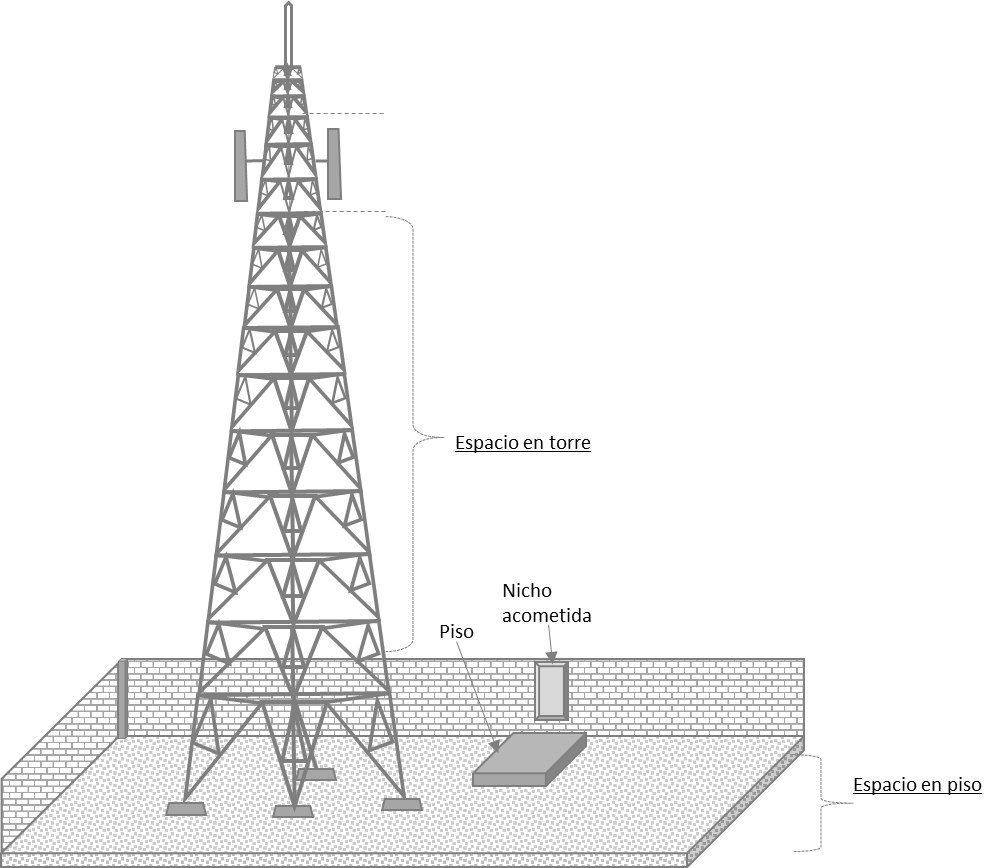 Espacio en torre
Nicho
acometida
Piso
Espacio en piso